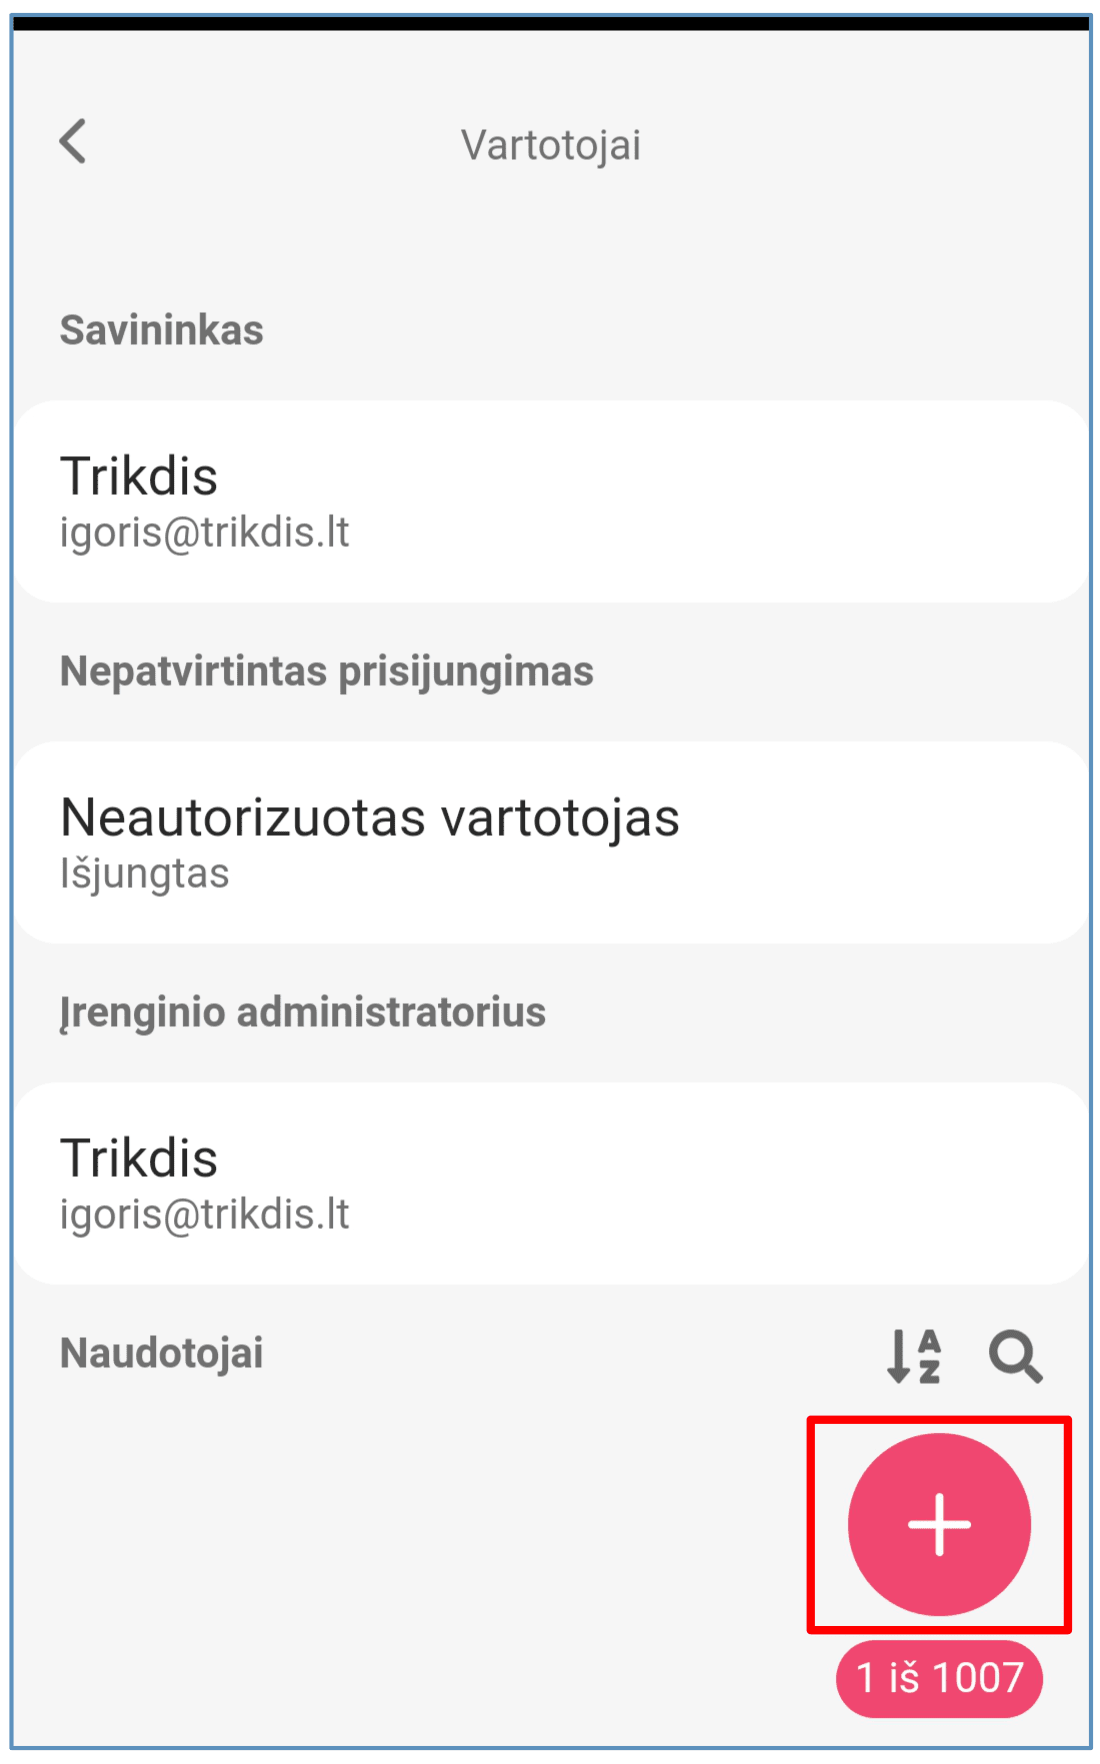 Vartotojai
Savininkas
Trikdis
igoris@trikdis.lt
Nepatvirtintas prisijungimas
Neautorizuotas vartotojas
Išjungtas
Įrenginio administratorius
Trikdis
igoris@trikdis.lt
Naudotojai
1 iš 1007